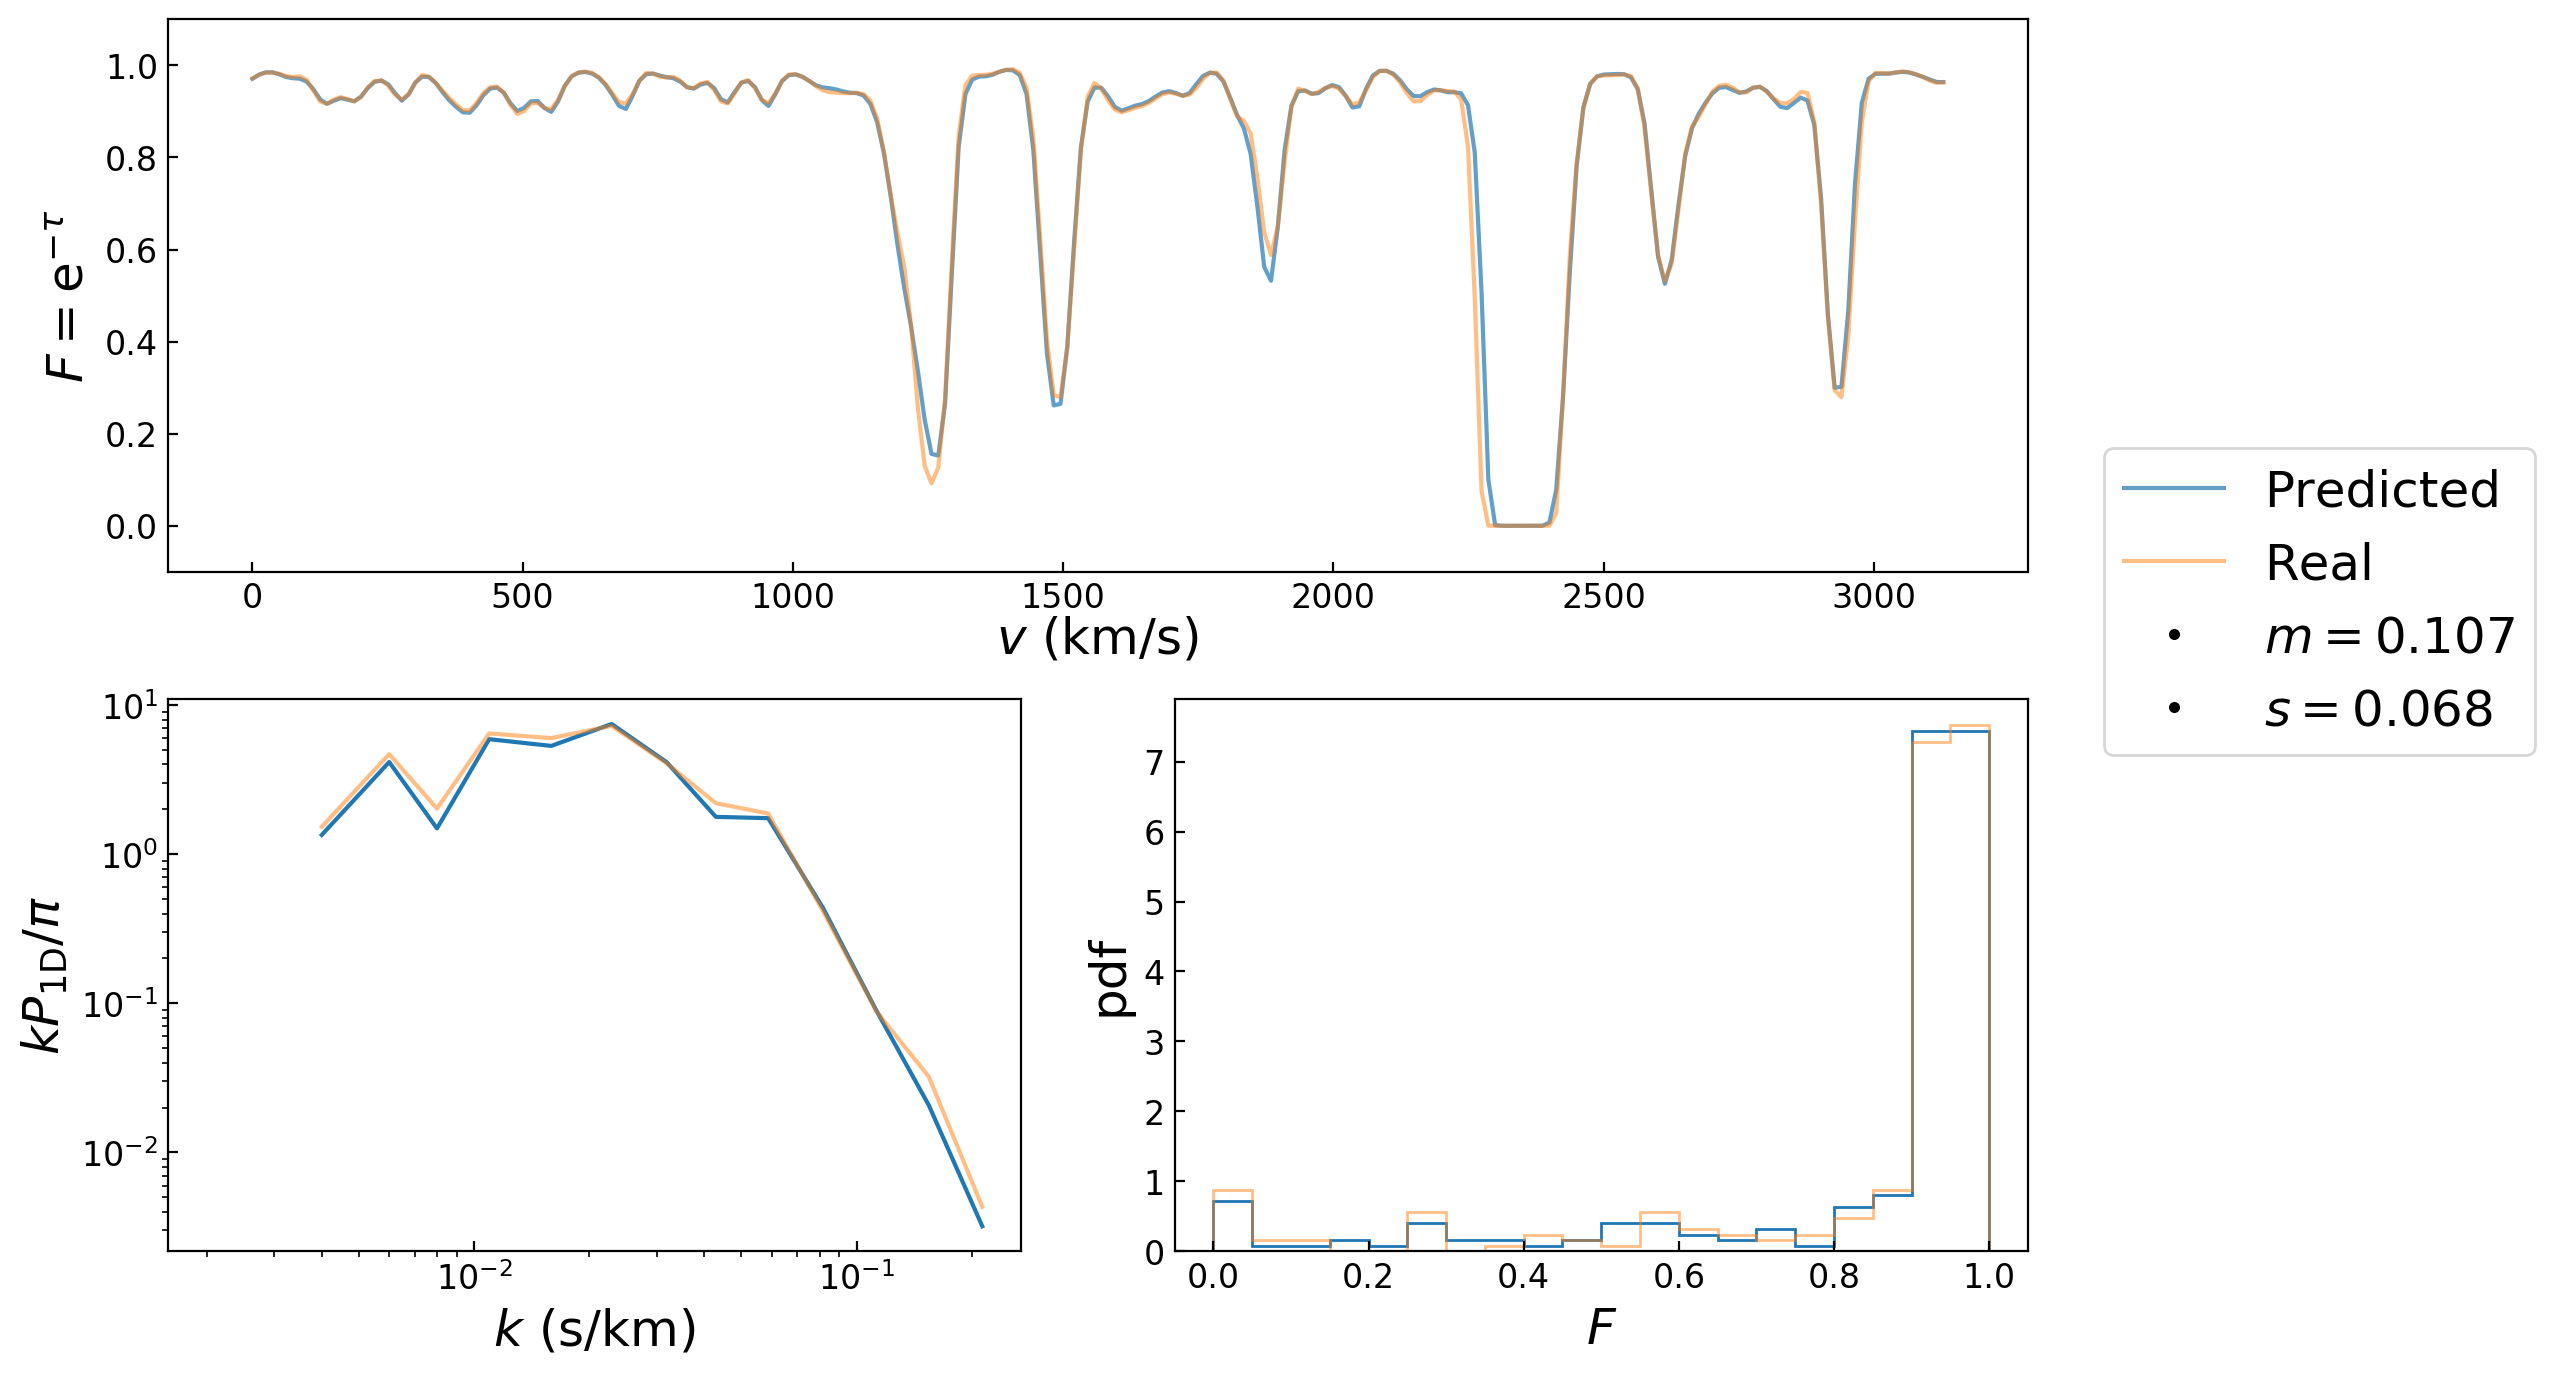 1.0
0.8
0.6
0.4
0.2
0.0
F = e^{−τ}
0 500 1000 1500 2000 2500 3000
v (km/s)
Predicted
Real
m = 0.107
s = 0.068
10^1
10^0
10^{−1}
10^{−2}
kP_{1D}/π
10^{−2} 10^{−1}
k (s/km)
7
6
5
4
3
2
1
0
pdf
0.0 0.2 0.4 0.6 0.8 1.0
F